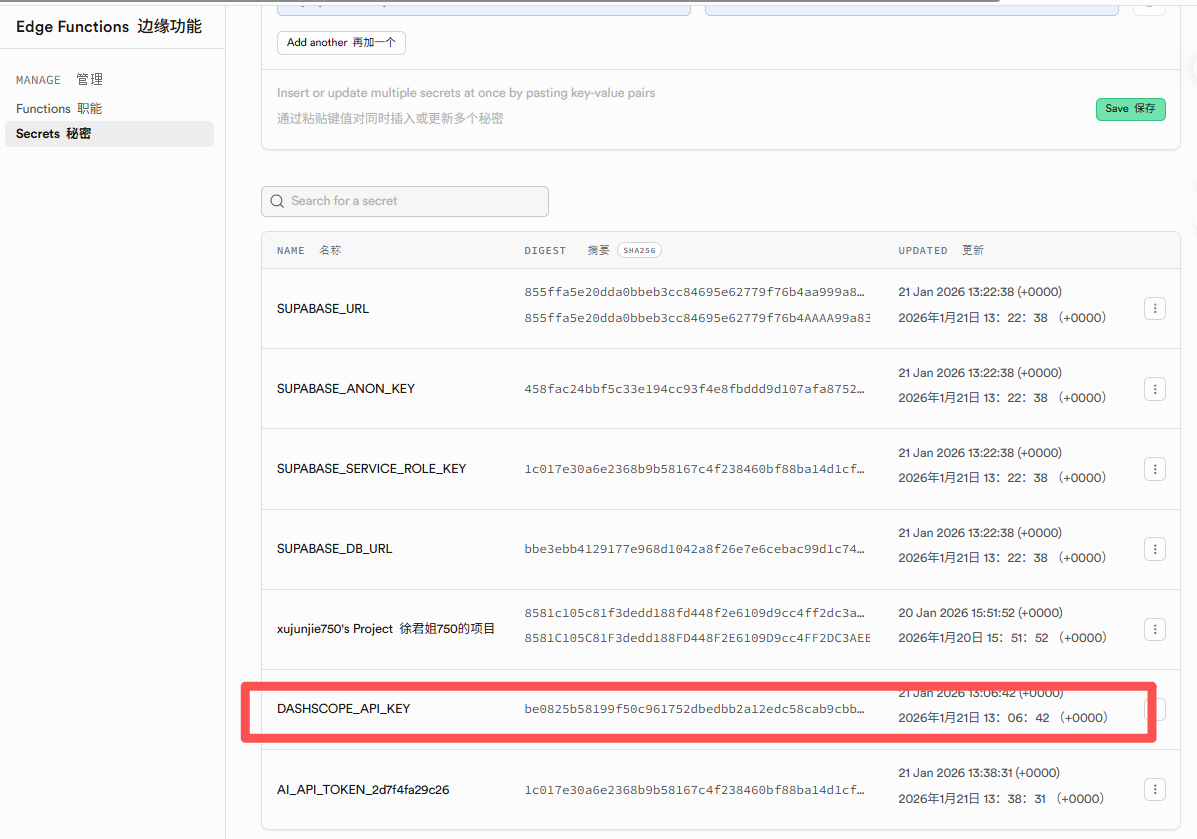 Edge Functions 边缘功能
MANAGE 管理
Functions 职能
Secrets 秘密
Add another 再加一个
Insert or update multiple secrets at once by pasting key-value pairs
通过粘贴键值对同时插入或更新多个秘密
Save 保存
Search for a secret
NAME 名称 DIGEST 摘要 SHA256 UPDATED 更新
SUPABASE_URL
855ffa5e20dda0bbeb3cc84695e62779f76b4aa999a8…
855ffa5e20dda0bbeb3cc84695e62779f76b4AAAA99a83
21 Jan 2026 13:22:38 (+0000)
2026年1月21日 13：22：38 （+0000）
SUPABASE_ANON_KEY
458fac24bbf5c33e194cc93f4e8fbddd9d107afa8752…
21 Jan 2026 13:22:38 (+0000)
2026年1月21日 13：22：38 （+0000）
SUPABASE_SERVICE_ROLE_KEY
1c017e30a6e2368b9b58167c4f238460bf88ba14d1cf…
21 Jan 2026 13:22:38 (+0000)
2026年1月21日 13：22：38 （+0000）
SUPABASE_DB_URL
bbe3ebb4129177e968d1042a8f26e7e6cebac99d1c74…
21 Jan 2026 13:22:38 (+0000)
2026年1月21日 13：22：38 （+0000）
xujunjie750's Project 徐君姐750的项目
8581c105c81f3dedd188fd448f2e6109d9cc4ff2dc3a…
8581C105C81F3dedd188FD448F2E6109D9cc4FF2DC3AEE
20 Jan 2026 15:51:52 (+0000)
2026年1月20日 15：51：52 （+0000）
DASHSCOPE_API_KEY
be0825b58199f50c961752dbedbb2a12edc58cab9cbb…
21 Jan 2026 13:06:42 (+0000)
2026年1月21日 13：06：42 （+0000）
AI_API_TOKEN_2d7f4fa29c26
1c017e30a6e2368b9b58167c4f238460bf88ba14d1cf…
21 Jan 2026 13:38:31 (+0000)
2026年1月21日 13：38：31 （+0000）